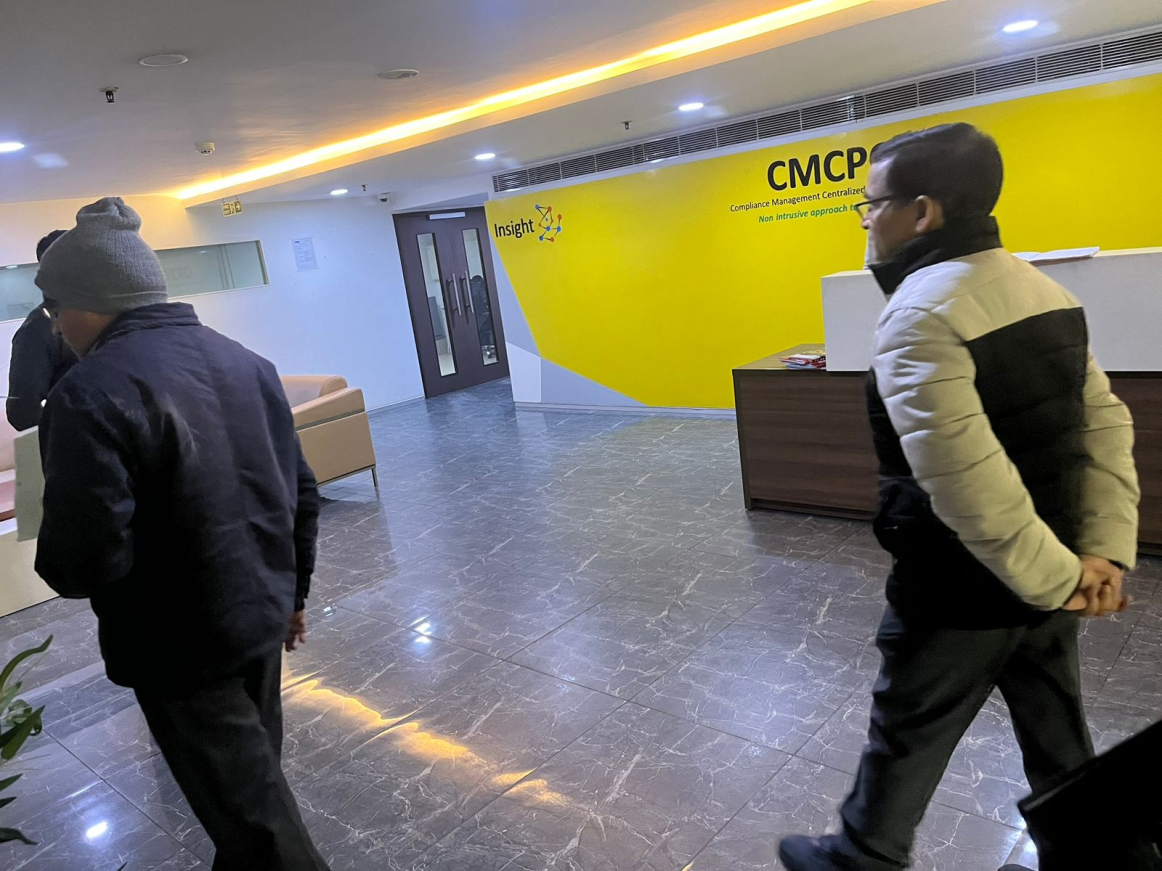 Insight
CMCP
Compliance Management Centralized
Non intrusive approach